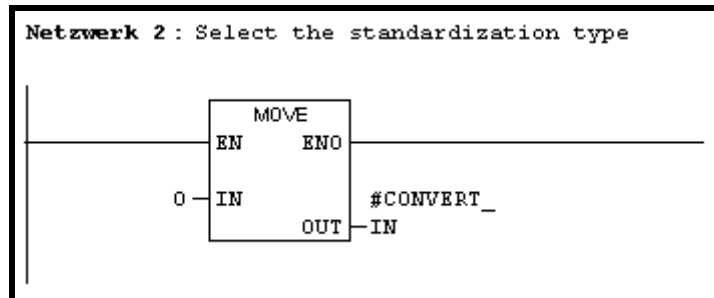 Netzwerk 2 : Select the standardization type
MOVE
EN ENO
0 IN #CONVERT_
OUT IN